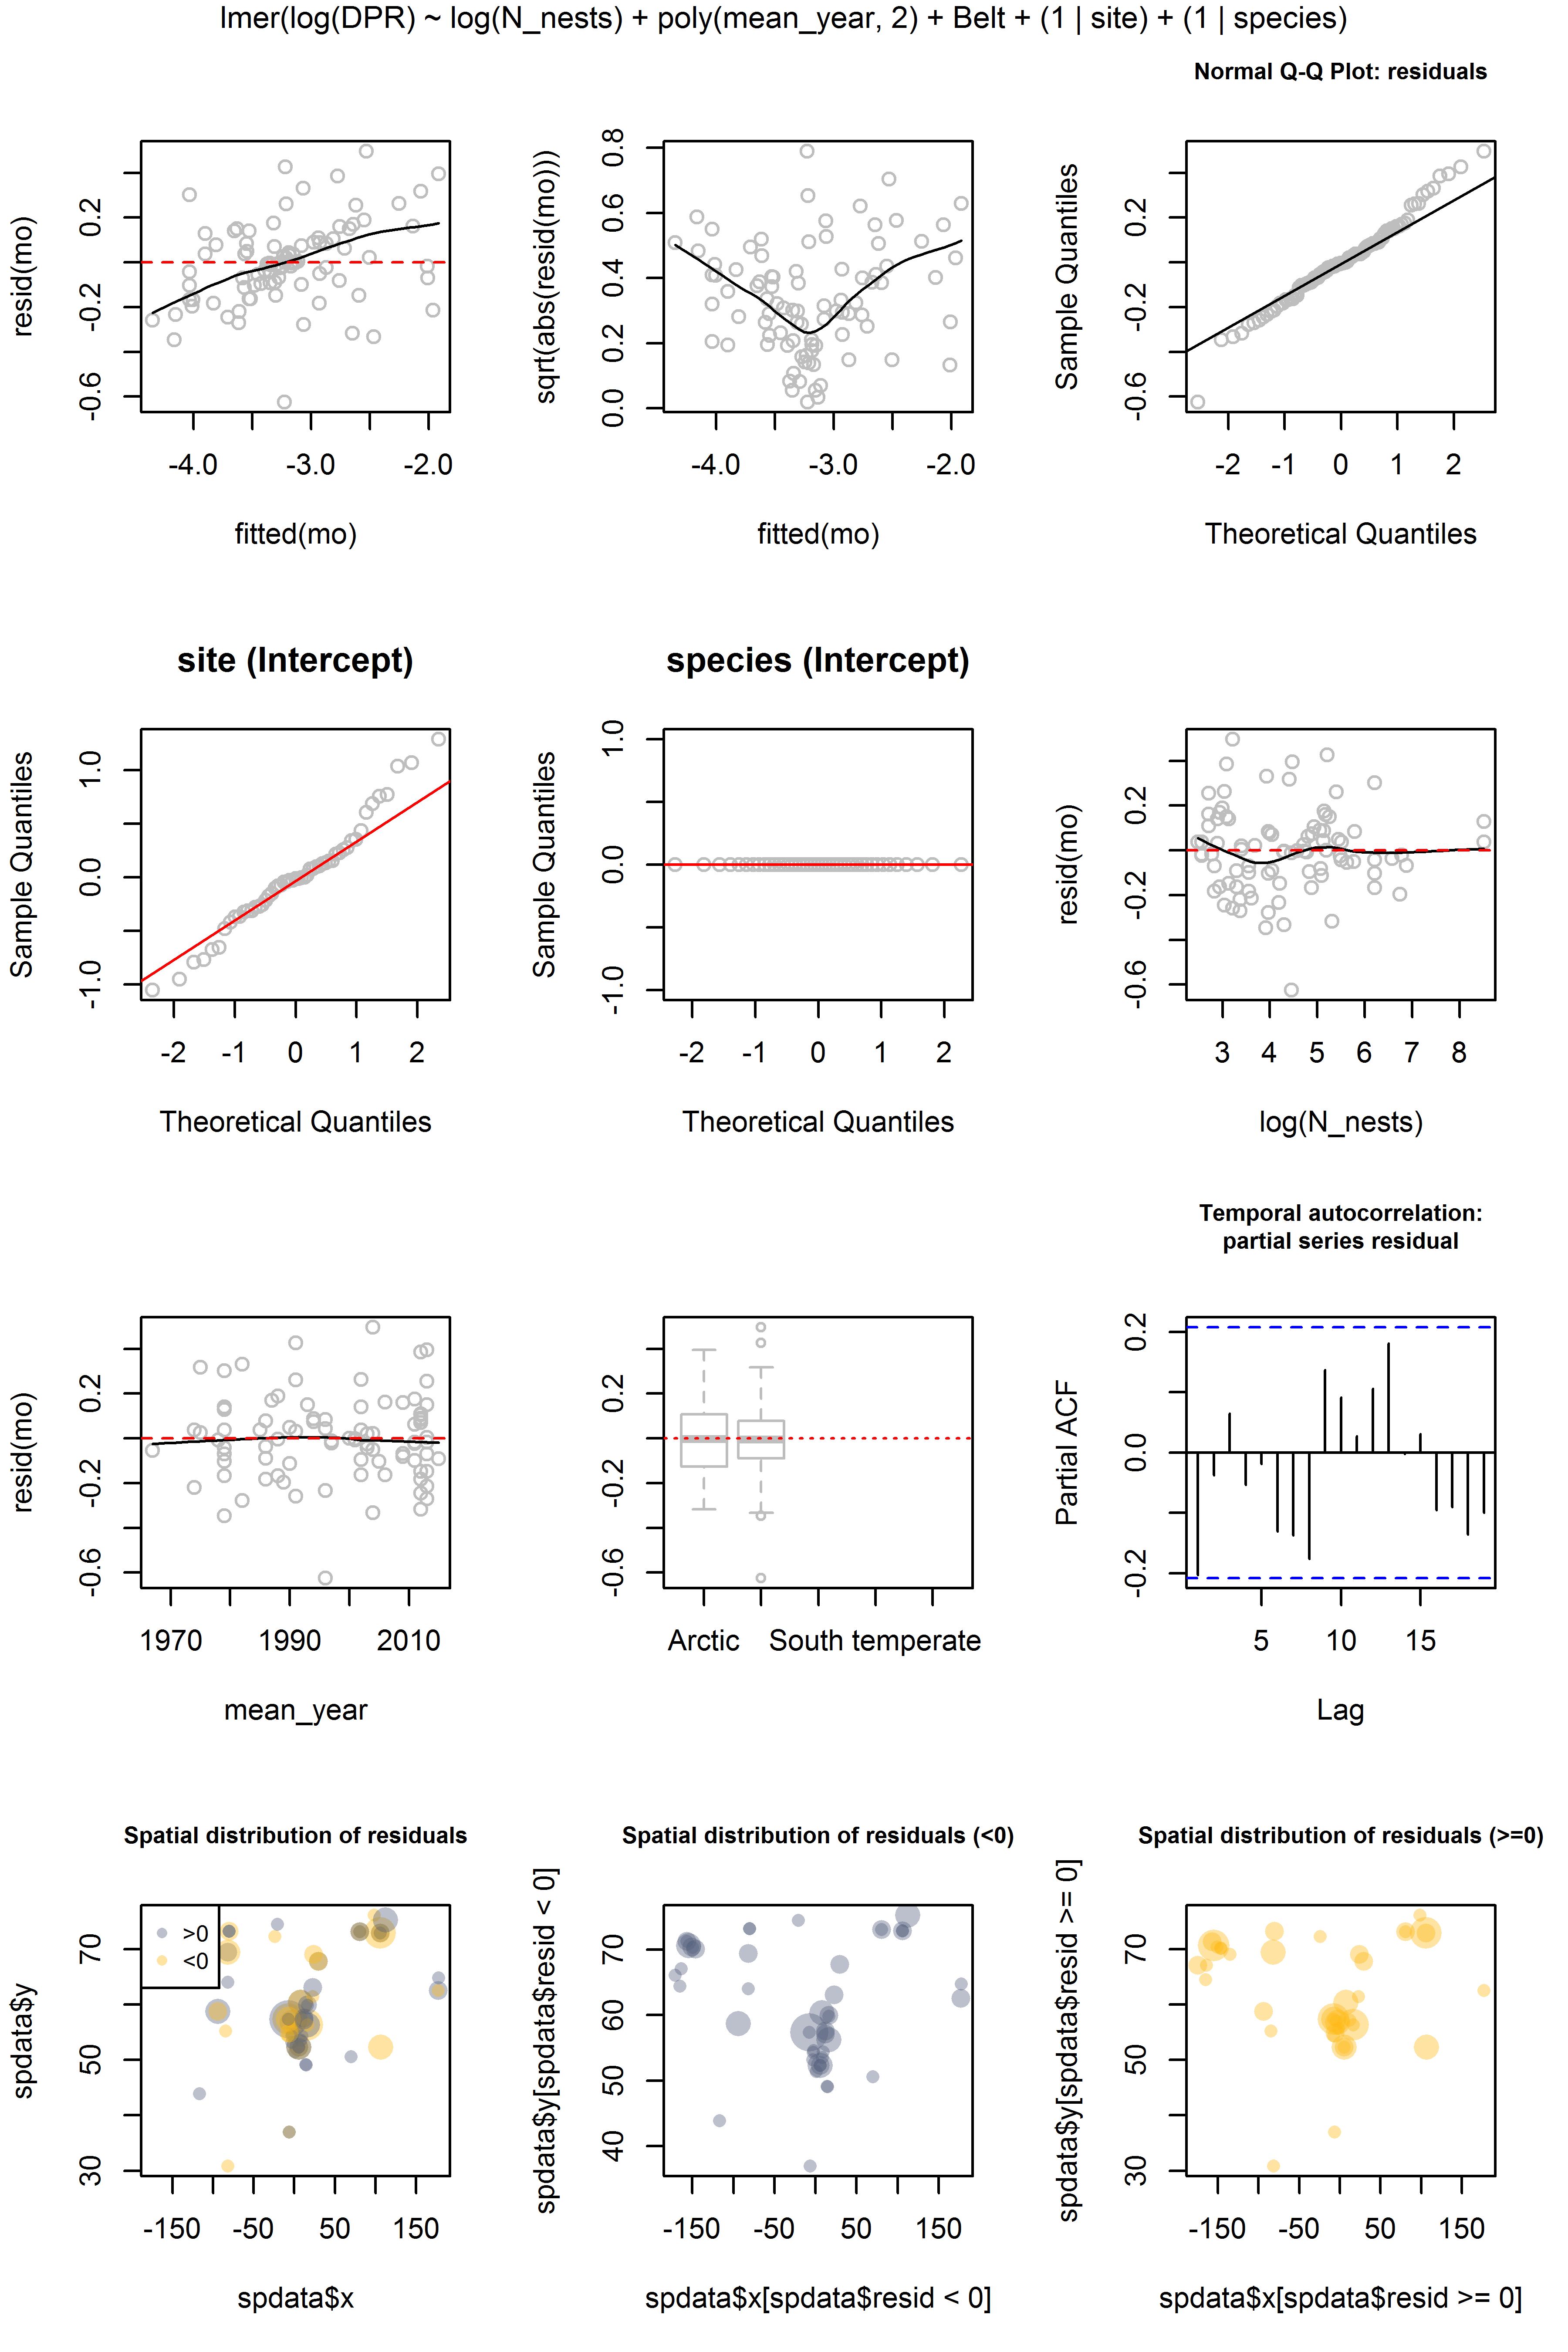 lmer(log(DPR) ~ log(N_nests) + poly(mean_year, 2) + Belt + (1 | site) + (1 | species)
resid(mo)
-0.6 -0.2 0.2
-4.0 -3.0 -2.0
fitted(mo)
sqrt(abs(resid(mo)))
0.0 0.2 0.4 0.6 0.8
-4.0 -3.0 -2.0
fitted(mo)
Normal Q-Q Plot: residuals
Sample Quantiles
-0.6 -0.2 0.2
-2 -1 0 1 2
Theoretical Quantiles
site (Intercept)
Sample Quantiles
-1.0 0.0 1.0
-2 -1 0 1 2
Theoretical Quantiles
species (Intercept)
Sample Quantiles
-1.0 0.0 1.0
-2 -1 0 1 2
Theoretical Quantiles
resid(mo)
-0.6 -0.2 0.2
3 4 5 6 7 8
log(N_nests)
resid(mo)
-0.6 -0.2 0.2
1970 1990 2010
mean_year
-0.6 -0.2 0.2
Arctic South temperate
Temporal autocorrelation:
partial series residual
Partial ACF
-0.2 0.0 0.2
5 10 15
Lag
Spatial distribution of residuals
spdata$y
30 50 70
>0
<0
-150 -50 50 150
spdata$x
Spatial distribution of residuals (<0)
spdata$y[spdata$resid < 0]
40 50 60 70
-150 -50 50 150
spdata$x[spdata$resid < 0]
Spatial distribution of residuals (>=0)
spdata$y[spdata$resid >= 0]
30 50 70
-150 -50 50 150
spdata$x[spdata$resid >= 0]